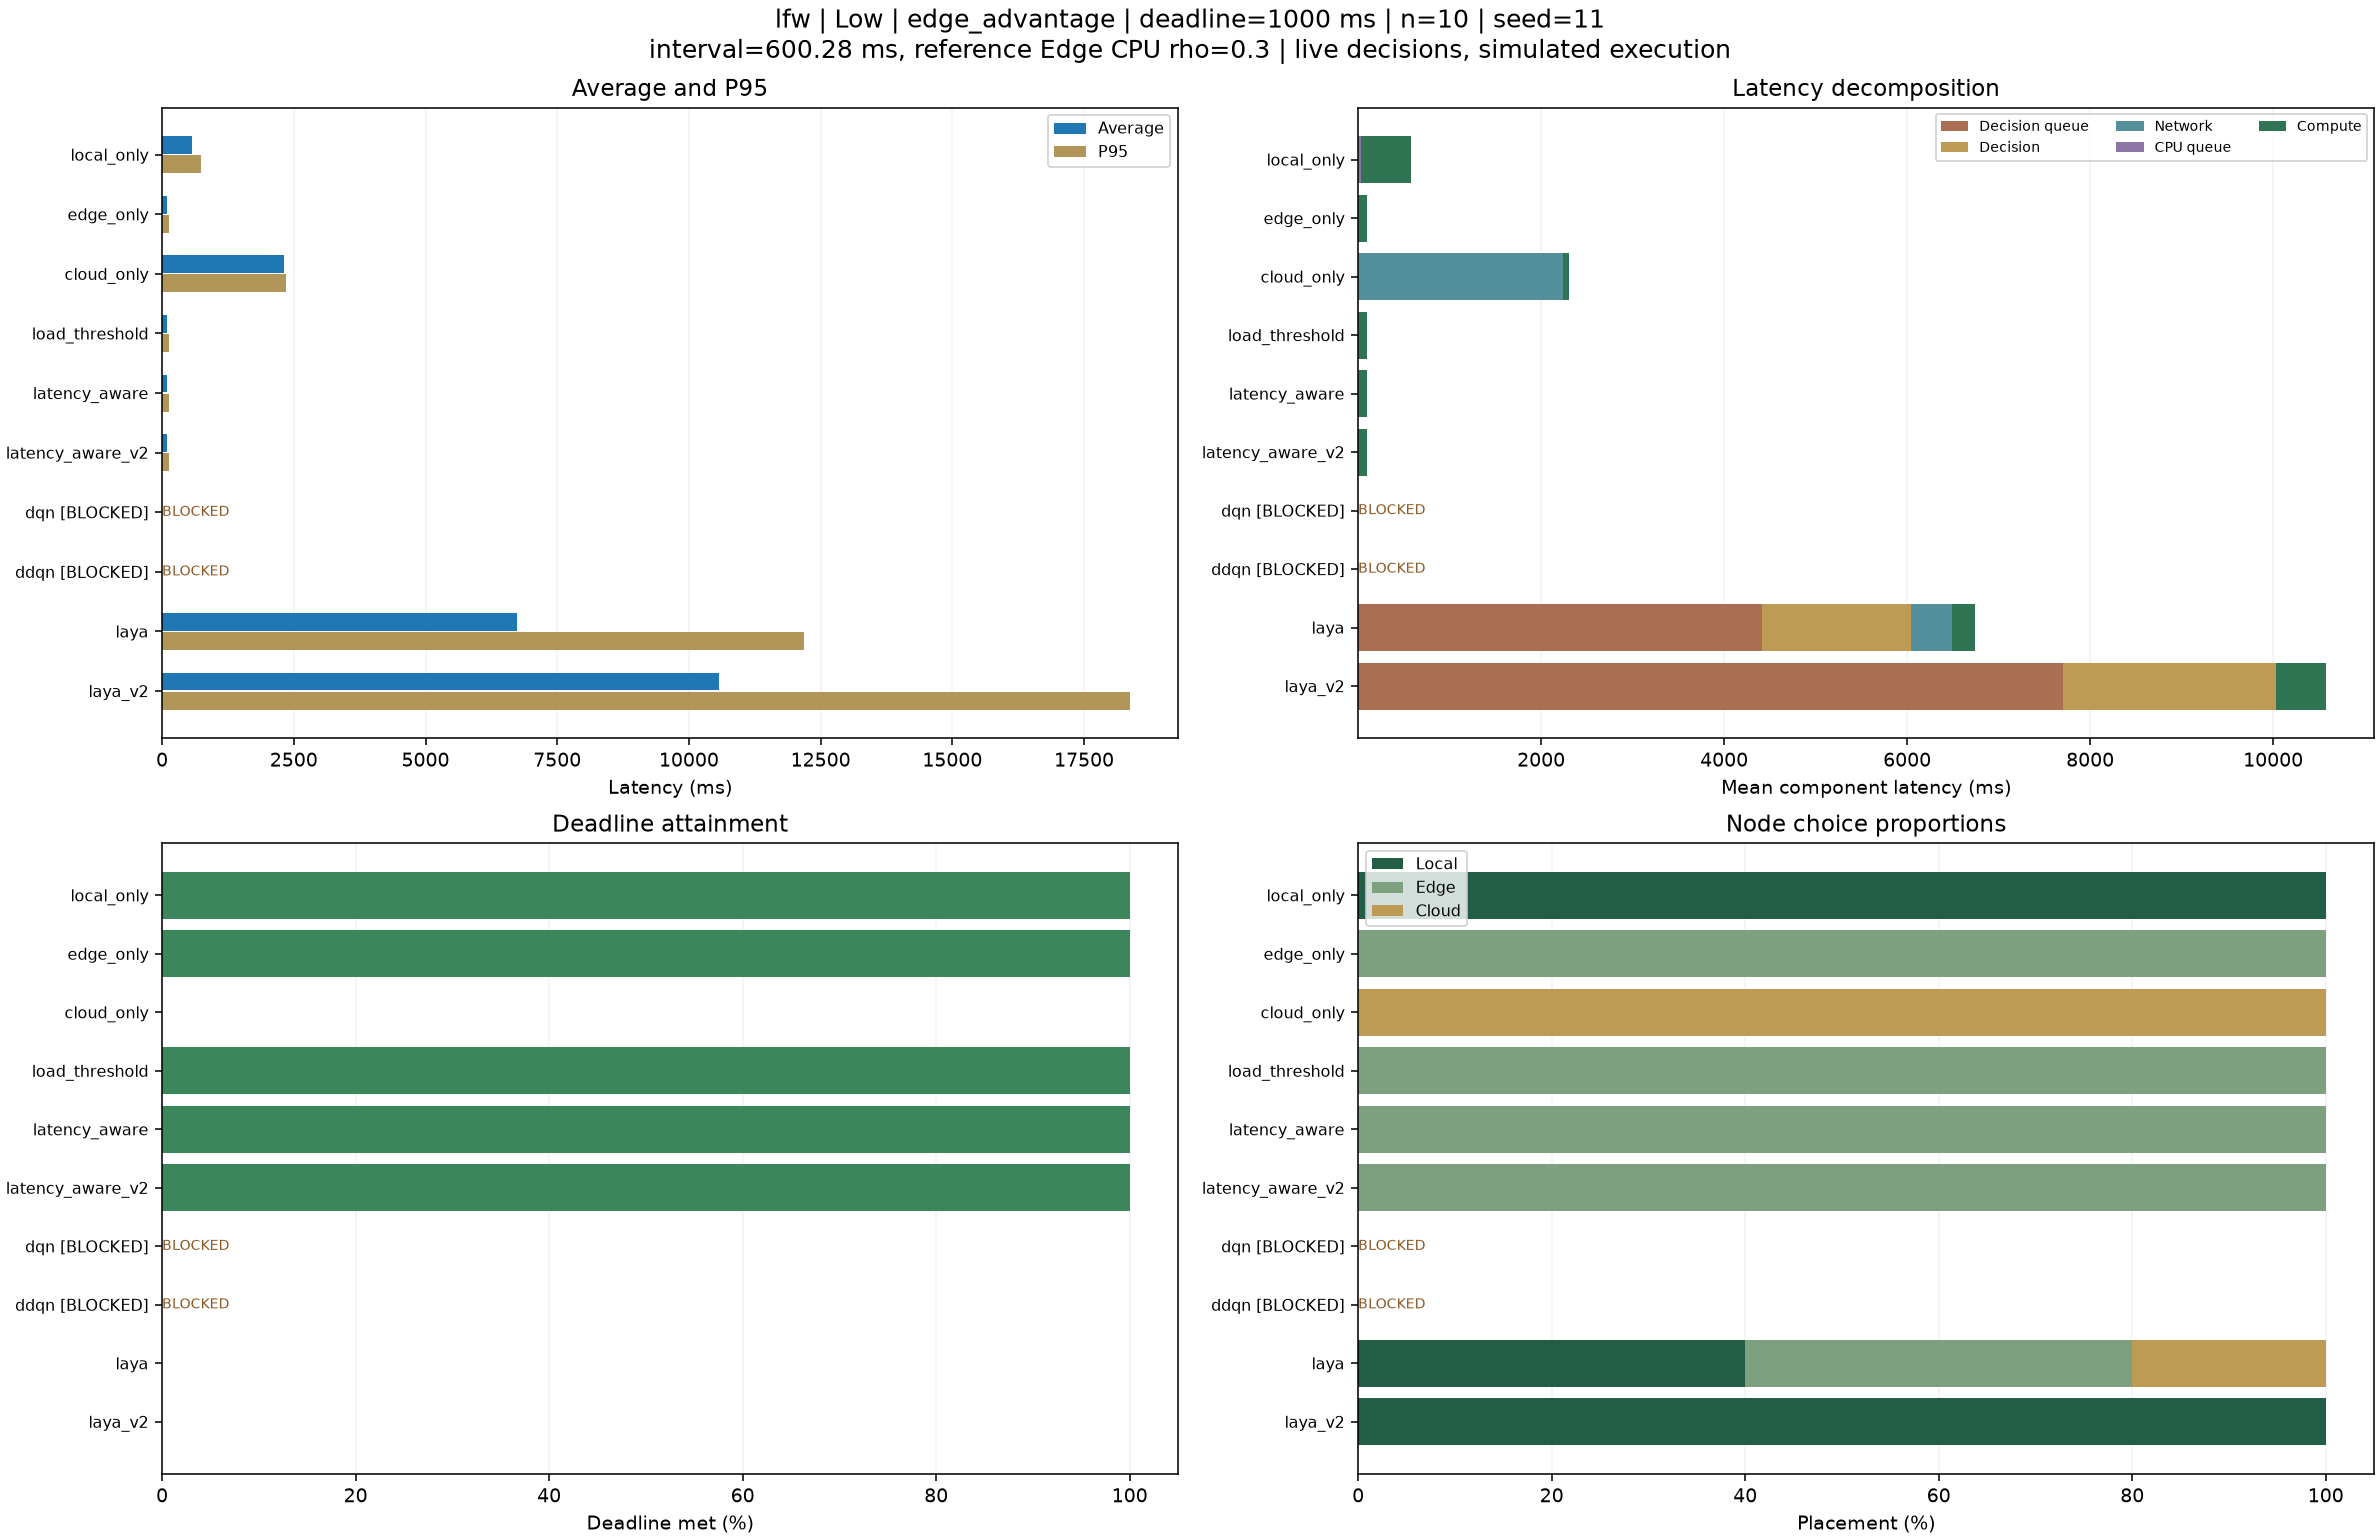 lfw | Low | edge_advantage | deadline=1000 ms | n=10 | seed=11
interval=600.28 ms, reference Edge CPU rho=0.3 | live decisions, simulated execution
Average and P95
Average
P95
local_only
edge_only
cloud_only
load_threshold
latency_aware
latency_aware_v2
dqn [BLOCKED] BLOCKED
ddqn [BLOCKED] BLOCKED
laya
laya_v2
0 2500 5000 7500 10000 12500 15000 17500
Latency (ms)
Latency decomposition
Decision queue Network Compute
Decision CPU queue
local_only
edge_only
cloud_only
load_threshold
latency_aware
latency_aware_v2
dqn [BLOCKED] BLOCKED
ddqn [BLOCKED] BLOCKED
laya
laya_v2
2000 4000 6000 8000 10000
Mean component latency (ms)
Deadline attainment
local_only
edge_only
cloud_only
load_threshold
latency_aware
latency_aware_v2
dqn [BLOCKED] BLOCKED
ddqn [BLOCKED] BLOCKED
laya
laya_v2
0 20 40 60 80 100
Deadline met (%)
Node choice proportions
Local
Edge
Cloud
local_only
edge_only
cloud_only
load_threshold
latency_aware
latency_aware_v2
dqn [BLOCKED] BLOCKED
ddqn [BLOCKED] BLOCKED
laya
laya_v2
0 20 40 60 80 100
Placement (%)